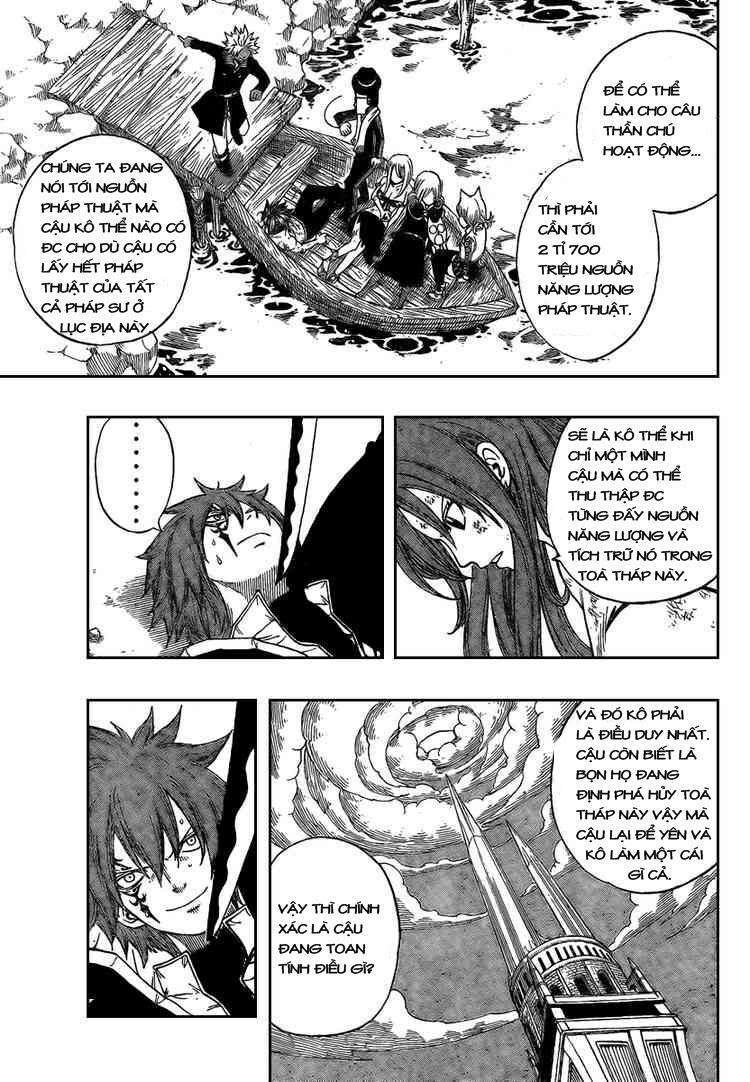 ĐỂ CÓ THỂ
LÀM CHO CÂU
THẦN CHÚ
HOẠT ĐỘNG...
THÌ PHẢI
CẦN TỚI
2 TỈ 700
TRIỆU NGUỒN
NĂNG LƯỢNG
PHÁP THUẬT.
CHÚNG TA ĐANG
NÓI TỚI NGUỒN
PHÁP THUẬT MÀ
CẬU KÔ THỂ NÀO CÓ
ĐC CHO DÙ CẬU CÓ
LẤY HẾT PHÁP
THUẬT CỦA TẤT
CẢ PHÁP SƯ Ở
LỤC ĐỊA NÀY
SẼ LÀ KÔ THỂ KHI
CHỈ MỘT MÌNH
CẬU MÀ CÓ THỂ
THU THẬP ĐC
TỪNG ĐẤY NGUỒN
NĂNG LƯỢNG VÀ
TÍCH TRỮ NÓ TRONG
TOÀ THÁP NÀY.
......
VÀ ĐÓ KÔ PHẢI
LÀ ĐIỀU DUY NHẤT.
CẬU CÒN BIẾT LÀ
BỌN HỌ ĐANG
ĐỊNH PHÁ HỦY TOÀ
THÁP NÀY VẬY MÀ
CẬU LẠI ĐỂ YÊN VÀ
KÔ LÀM MỘT CÁI
GÌ CẢ.
VẬY THÌ CHÍNH
XÁC LÀ CẬU
ĐANG TOAN
TÍNH ĐIỀU GÌ?